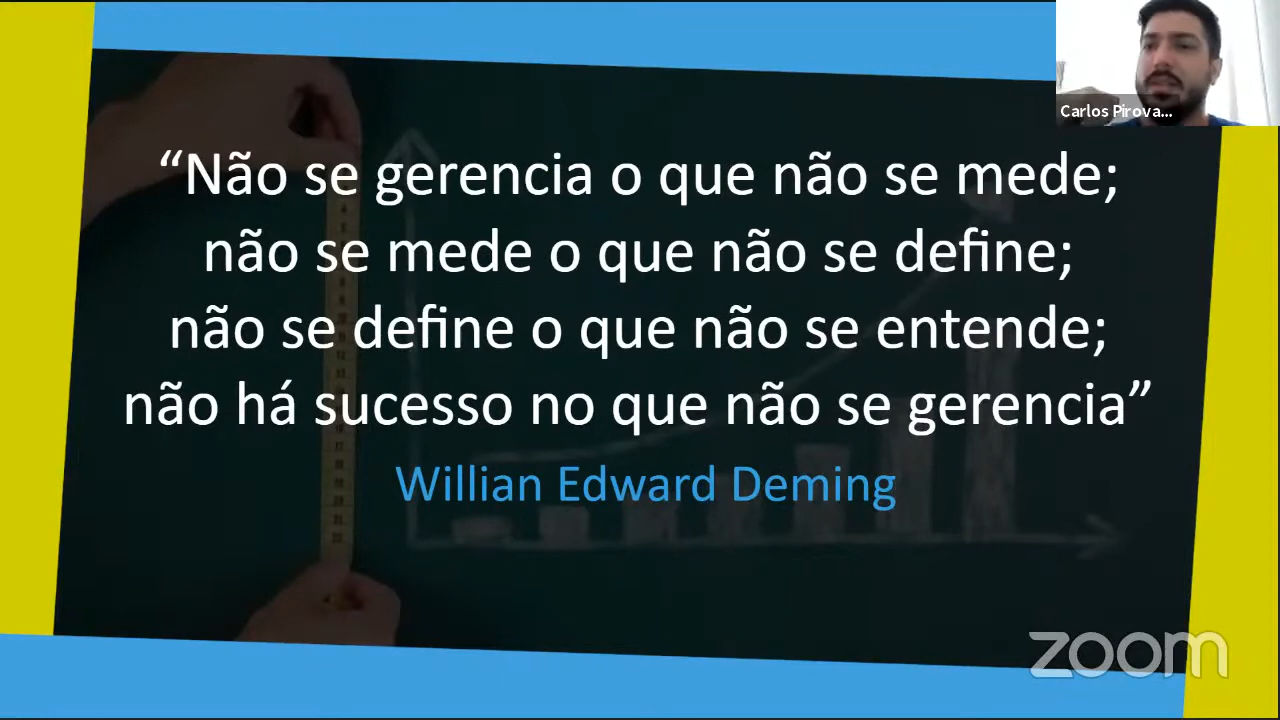 Carlos Pirova...
“Não se gerencia o que não se mede;
não se mede o que não se define;
não se define o que não se entende;
não há sucesso no que não se gerencia”
Willian Edward Deming
zoom